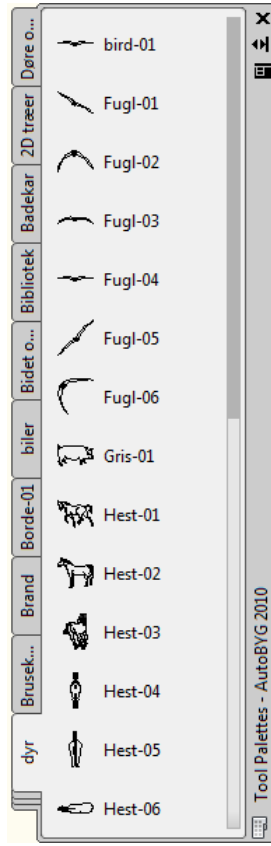 Døre o...
2D træer
Badekar
Bibliotek
Bidet o...
biler
Borde-01
Brand
Brusek...
dyr
bird-01
Fugl-01
Fugl-02
Fugl-03
Fugl-04
Fugl-05
Fugl-06
Gris-01
Hest-01
Hest-02
Hest-03
Hest-04
Hest-05
Hest-06
Tool Palettes - AutoBYG 2010